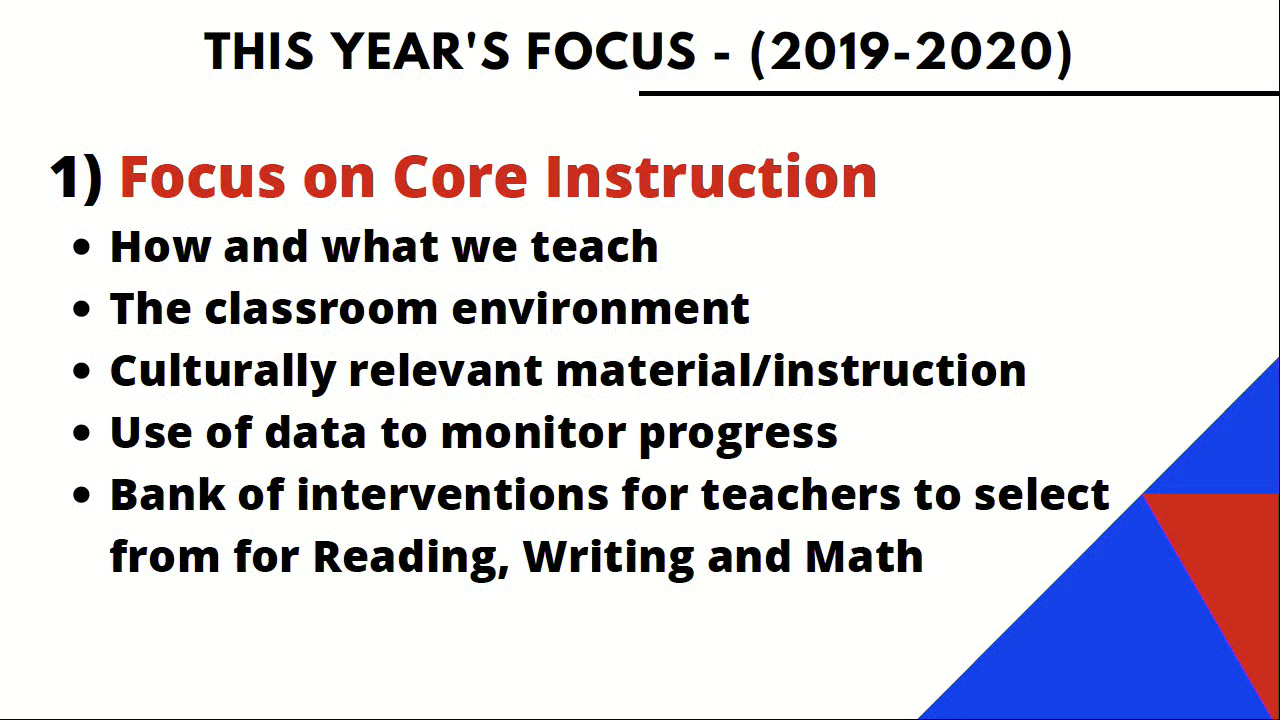 THIS YEAR'S FOCUS - (2019-2020)
1) Focus on Core Instruction
• How and what we teach
• The classroom environment
• Culturally relevant material/instruction
• Use of data to monitor progress
• Bank of interventions for teachers to select
from for Reading, Writing and Math